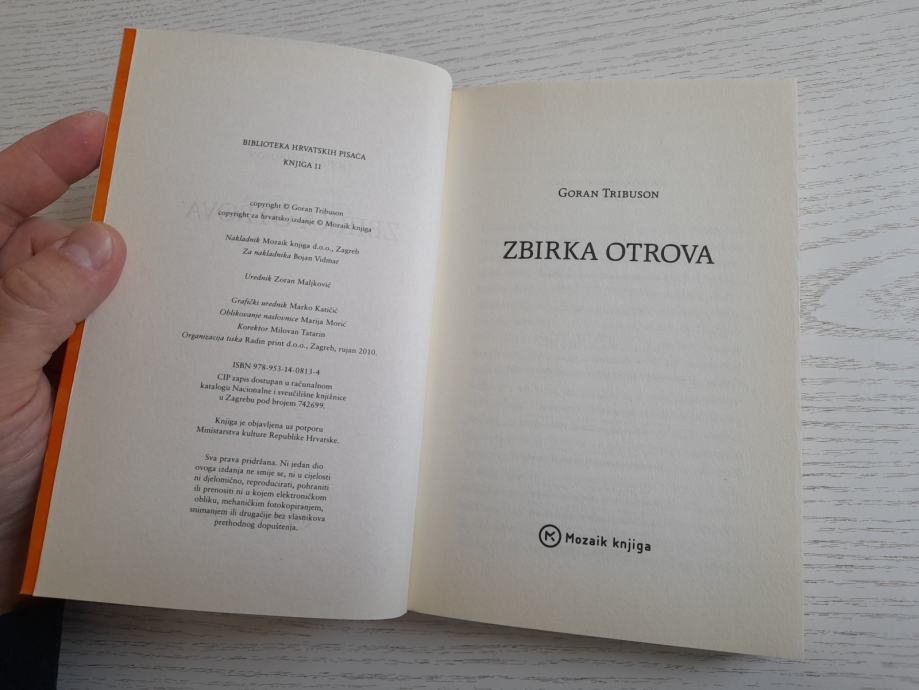 BIBLIOTEKA HRVATSKIH PISACA
KNJIGA 11
copyright © Goran Tribuson
copyright za hrvatsko izdanje © Mozaik knjiga
Nakladnik Mozaik knjiga d.o.o., Zagreb
Za nakladnika Bojan Vidmar
Urednik Zoran Maljković
Grafički urednik Marko Katičić
Oblikovanje naslovnice Marija Morić
Korektor Milovan Tatarin
Organizacija tiska Radin print d.o.o., Zagreb, rujan 2010.
ISBN 978-953-14-0813-4
CIP zapis dostupan u računalnom
katalogu Nacionalne i sveučilišne knjižnice
u Zagrebu pod brojem 742699.
Knjiga je objavljena uz potporu
Ministarstva kulture Republike Hrvatske.
Sva prava pridržana. Ni jedan dio
ovoga izdanja ne smije se, ni u cijelosti
ni djelomično, reproducirati, pohraniti
ili prenositi ni u kojem elektroničkom
obliku, mehaničkim fotokopiranjem,
snimanjem ili drugačije bez vlasnikova
prethodnog dopuštenja.
GORAN TRIBUSON
ZBIRKA OTROVA
Mozaik knjiga